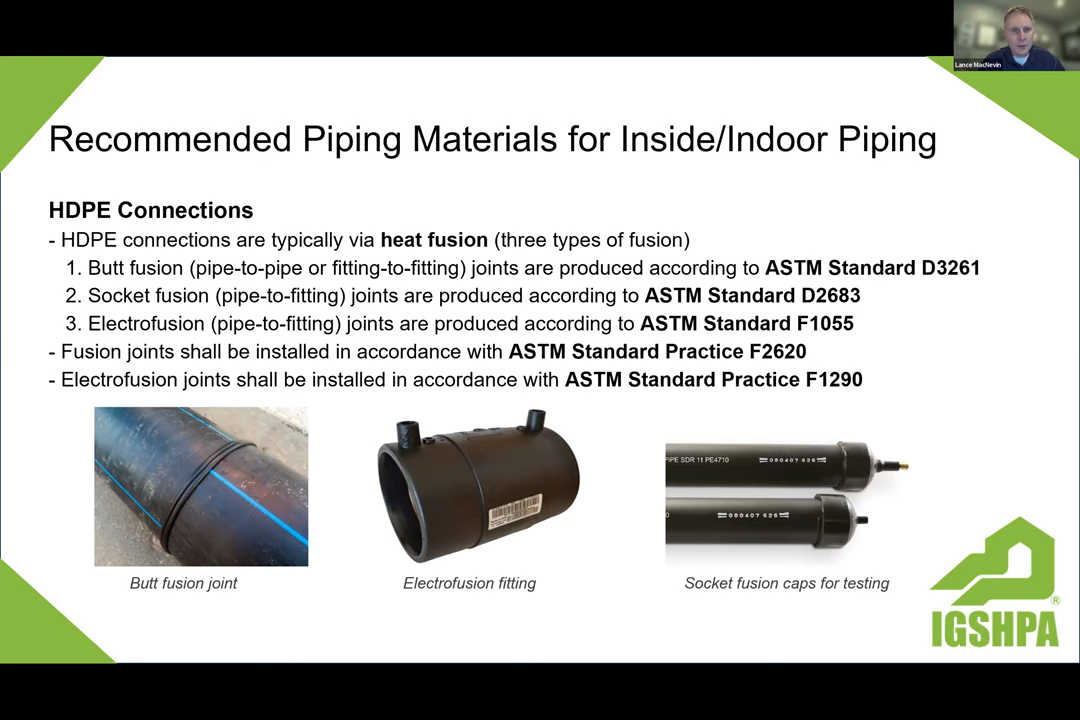 Lance MacNevin
Recommended Piping Materials for Inside/Indoor Piping
HDPE Connections
- HDPE connections are typically via heat fusion (three types of fusion)
1. Butt fusion (pipe-to-pipe or fitting-to-fitting) joints are produced according to ASTM Standard D3261
2. Socket fusion (pipe-to-fitting) joints are produced according to ASTM Standard D2683
3. Electrofusion (pipe-to-fitting) joints are produced according to ASTM Standard F1055
- Fusion joints shall be installed in accordance with ASTM Standard Practice F2620
- Electrofusion joints shall be installed in accordance with ASTM Standard Practice F1290
PIPE SDR 11 PE4710
080407 626
080407 626
Butt fusion joint
Electrofusion fitting
Socket fusion caps for testing
IGSHPA®